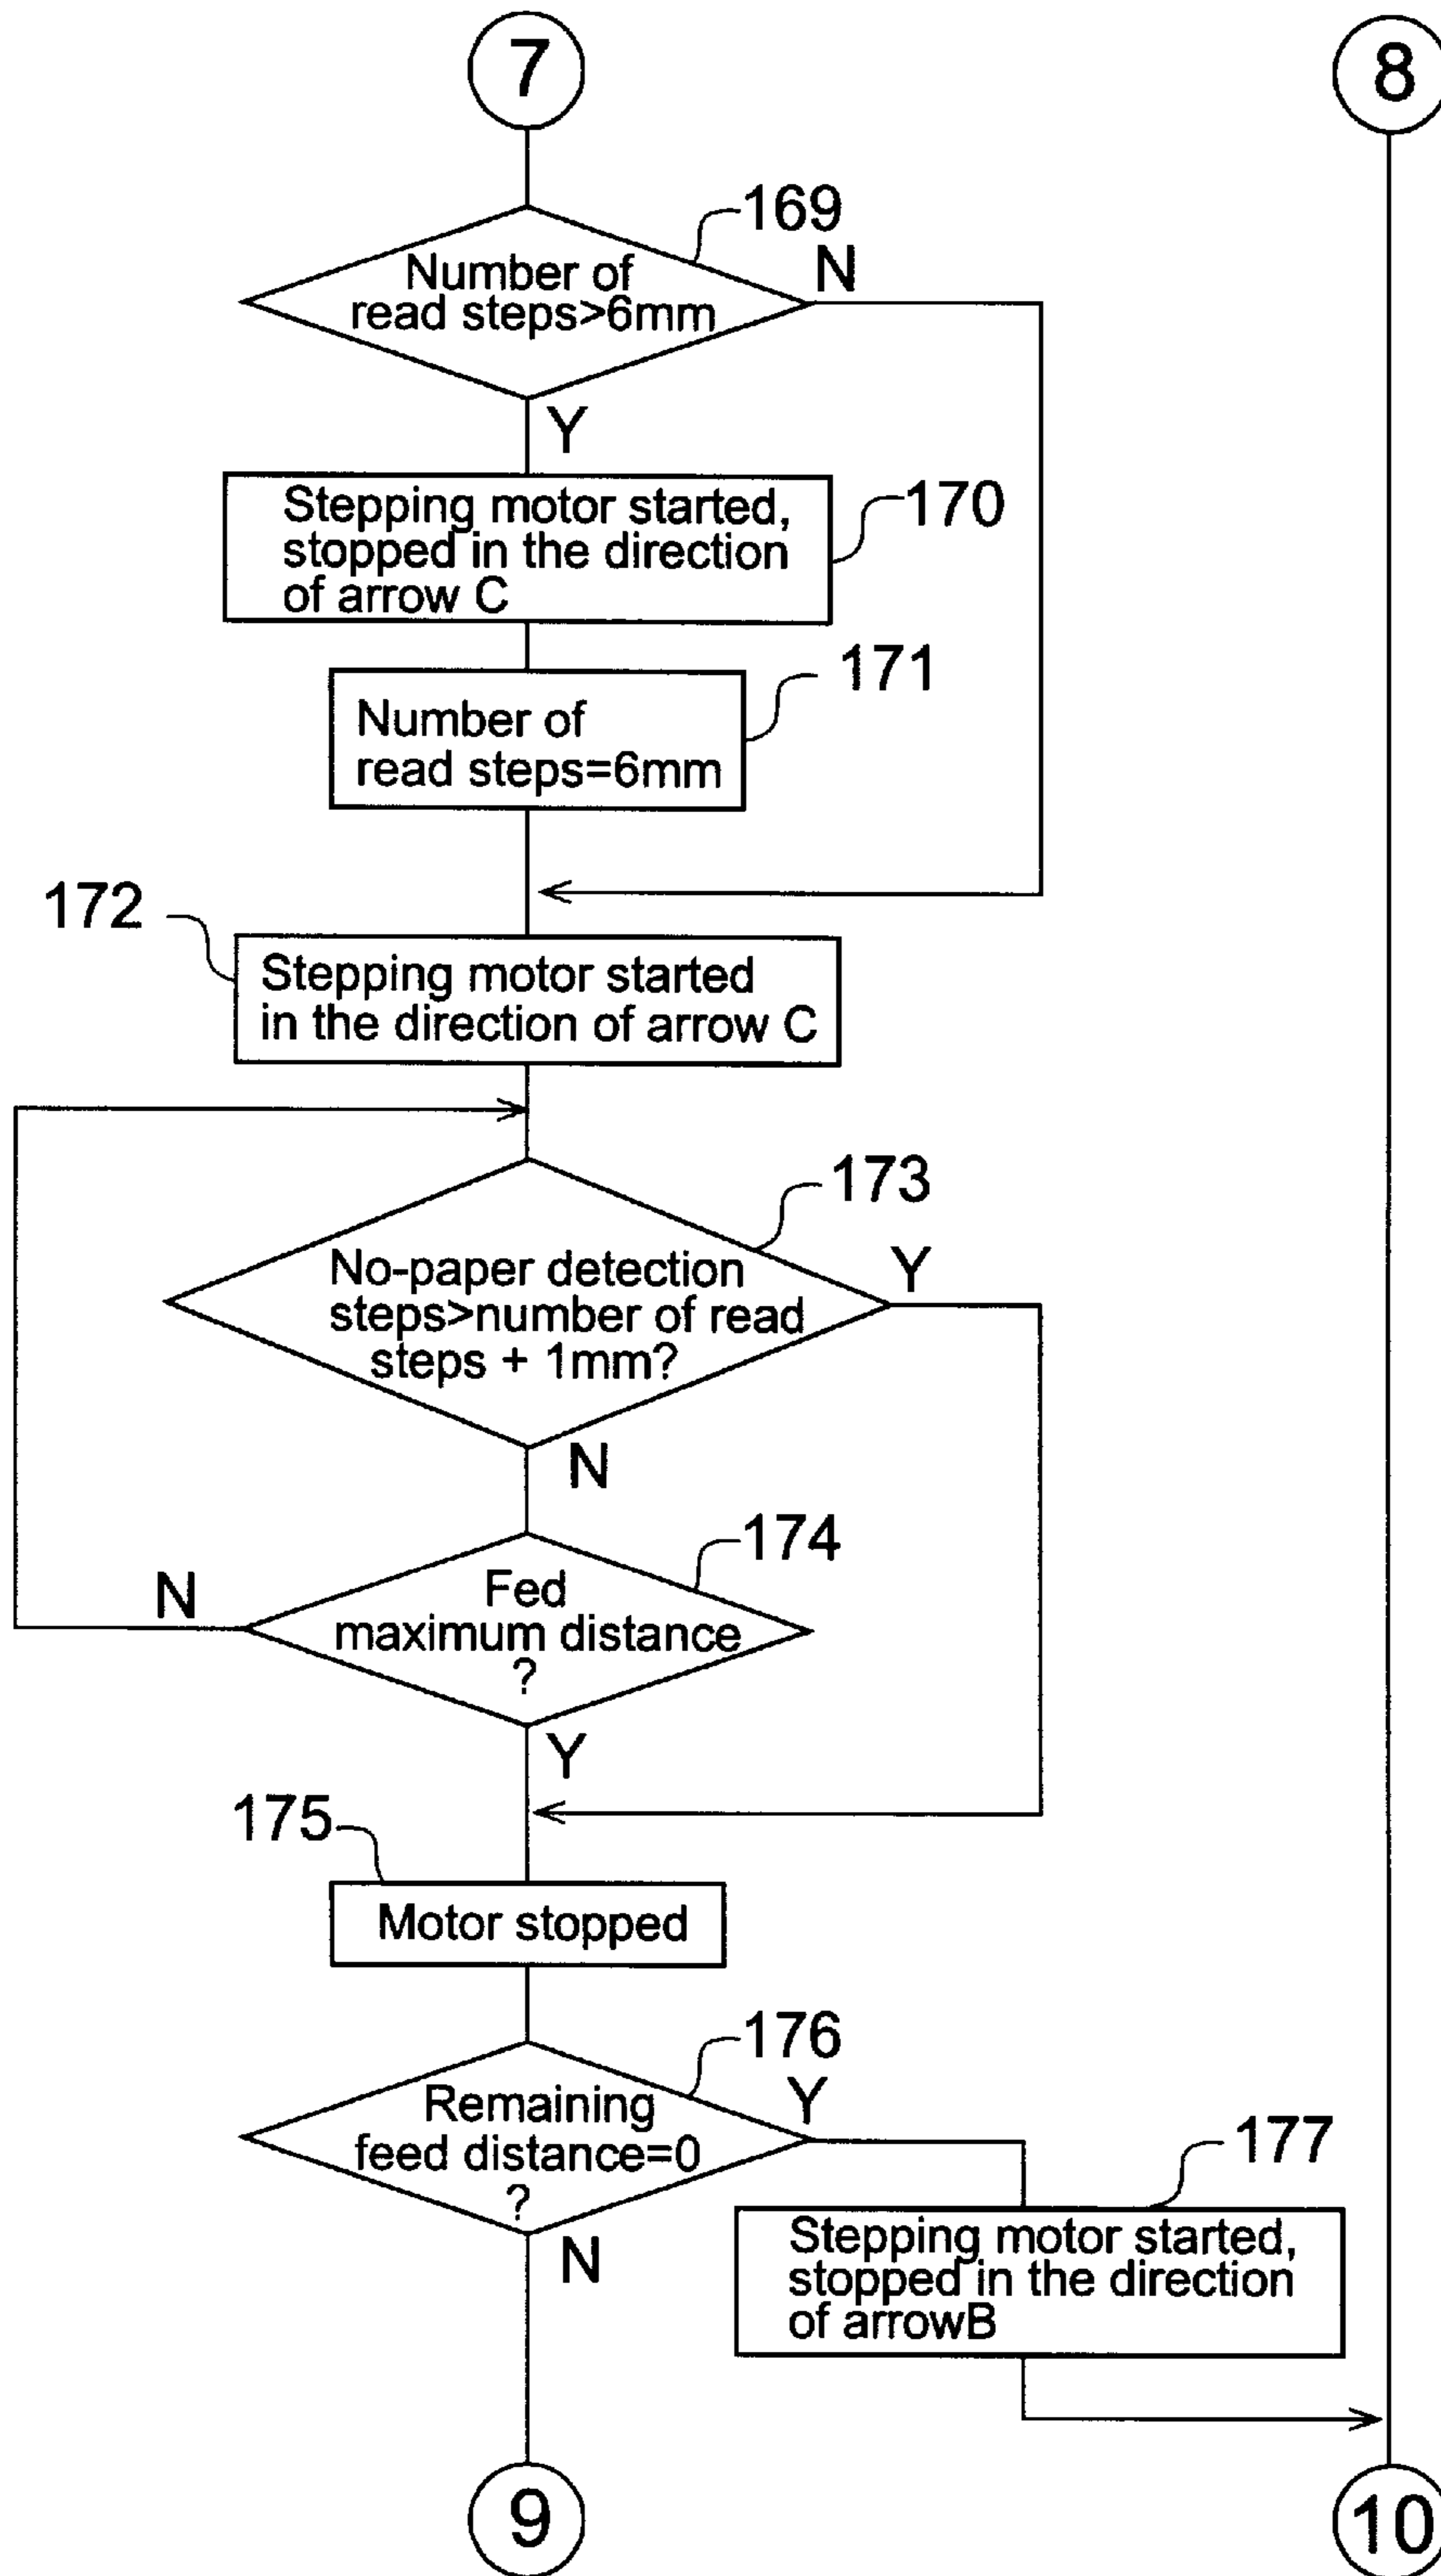 7
8
169
Number of
read steps>6mm
N
Y
Stepping motor started,
stopped in the direction
of arrow C
170
171
Number of
read steps=6mm
172
Stepping motor started
in the direction of arrow C
173
No-paper detection
steps>number of read
steps + 1mm?
Y
N
174
Fed
maximum distance
?
N
Y
175
Motor stopped
176
Remaining
feed distance=0
?
Y
N
177
Stepping motor started,
stopped in the direction
of arrowB
9
10